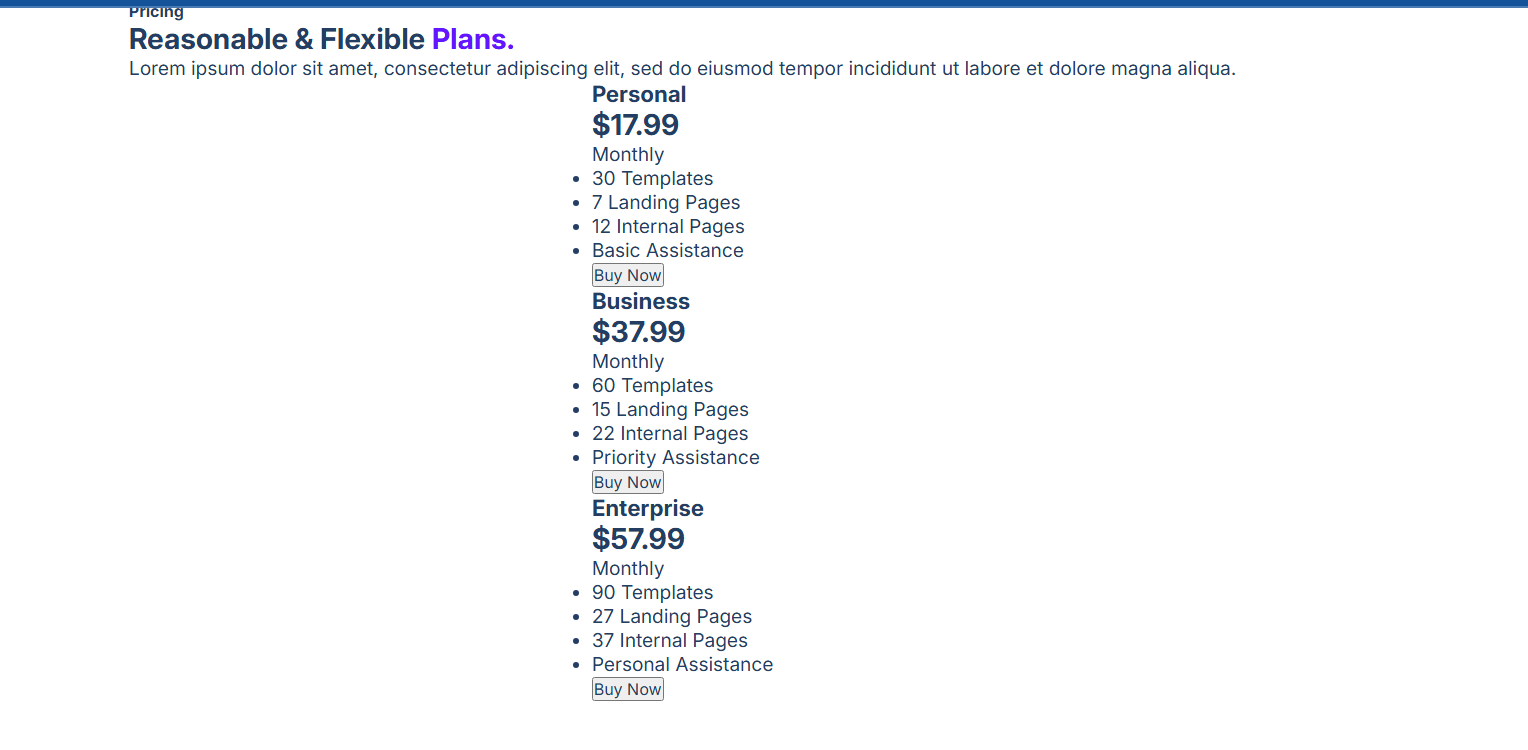 Pricing
Reasonable & Flexible Plans.
Lorem ipsum dolor sit amet, consectetur adipiscing elit, sed do eiusmod tempor incididunt ut labore et dolore magna aliqua.
Personal
$17.99
Monthly
• 30 Templates
• 7 Landing Pages
• 12 Internal Pages
• Basic Assistance
Buy Now
Business
$37.99
Monthly
• 60 Templates
• 15 Landing Pages
• 22 Internal Pages
• Priority Assistance
Buy Now
Enterprise
$57.99
Monthly
• 90 Templates
• 27 Landing Pages
• 37 Internal Pages
• Personal Assistance
Buy Now